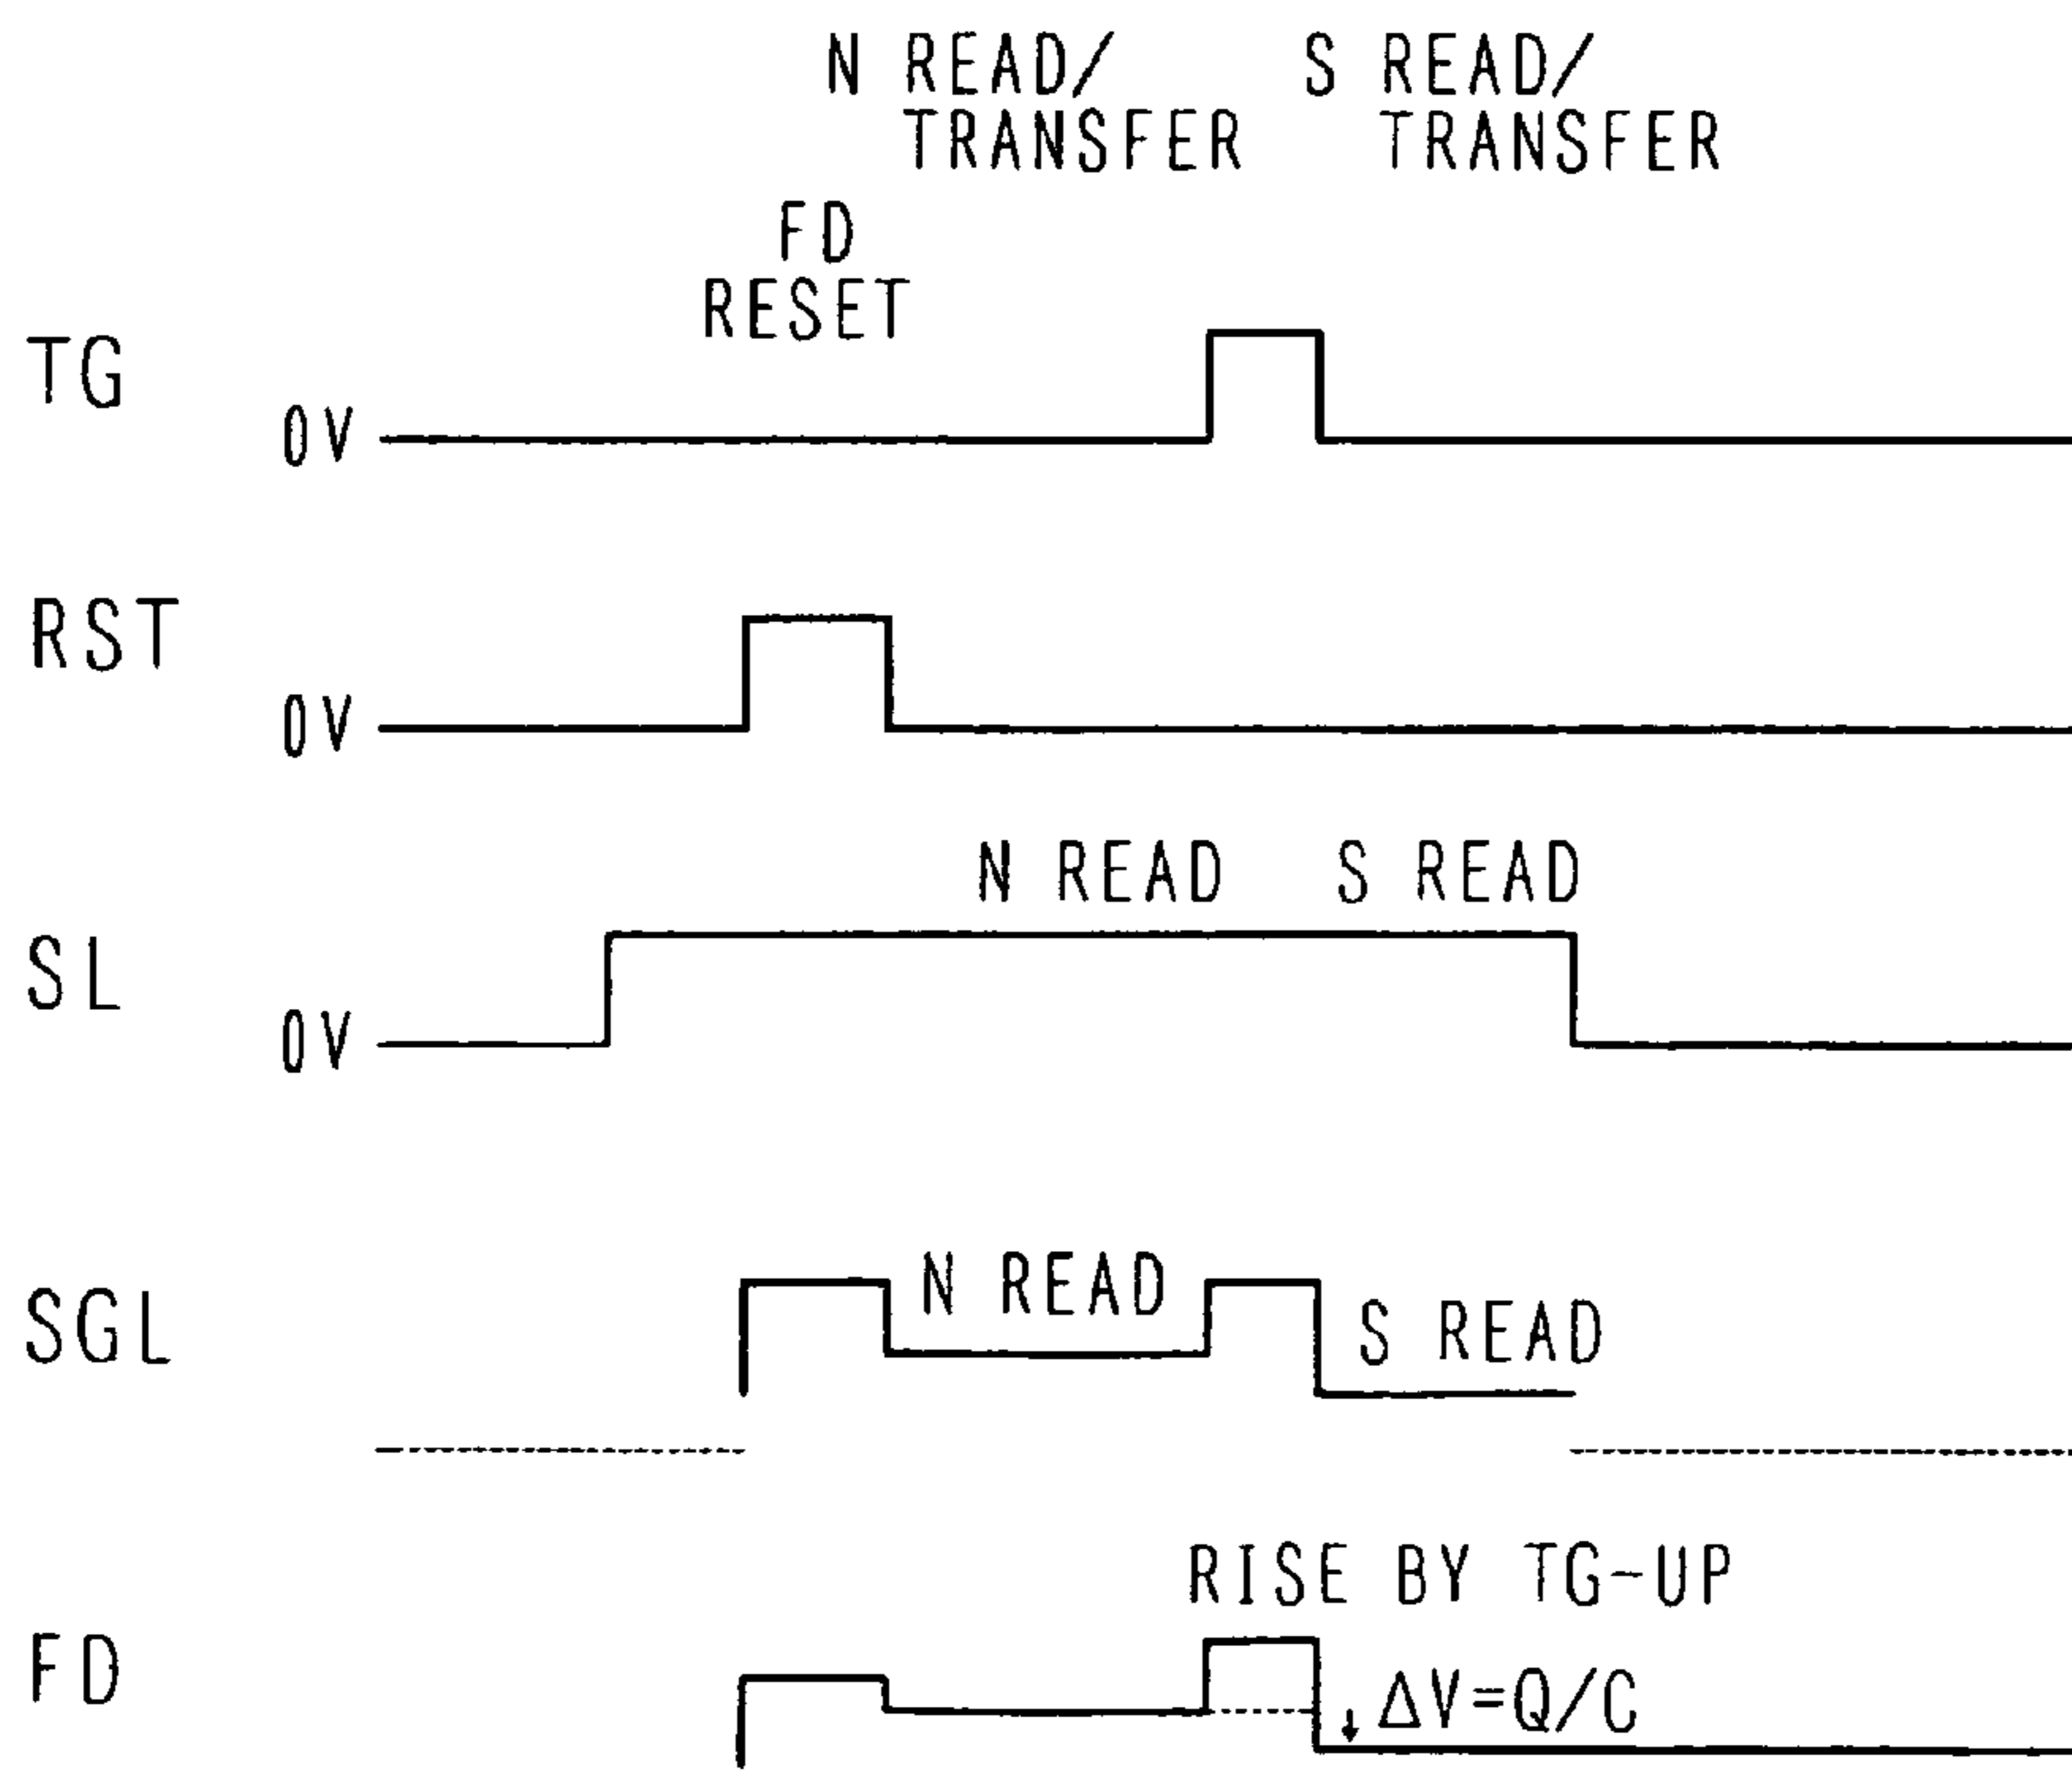 N READ/ S READ/
TRANSFER TRANSFER
FD
RESET
TG
0V
RST
0V
N READ S READ
SL
0V
N READ
SGL
S READ
RISE BY TG-UP
FD
ΔV=Q/C